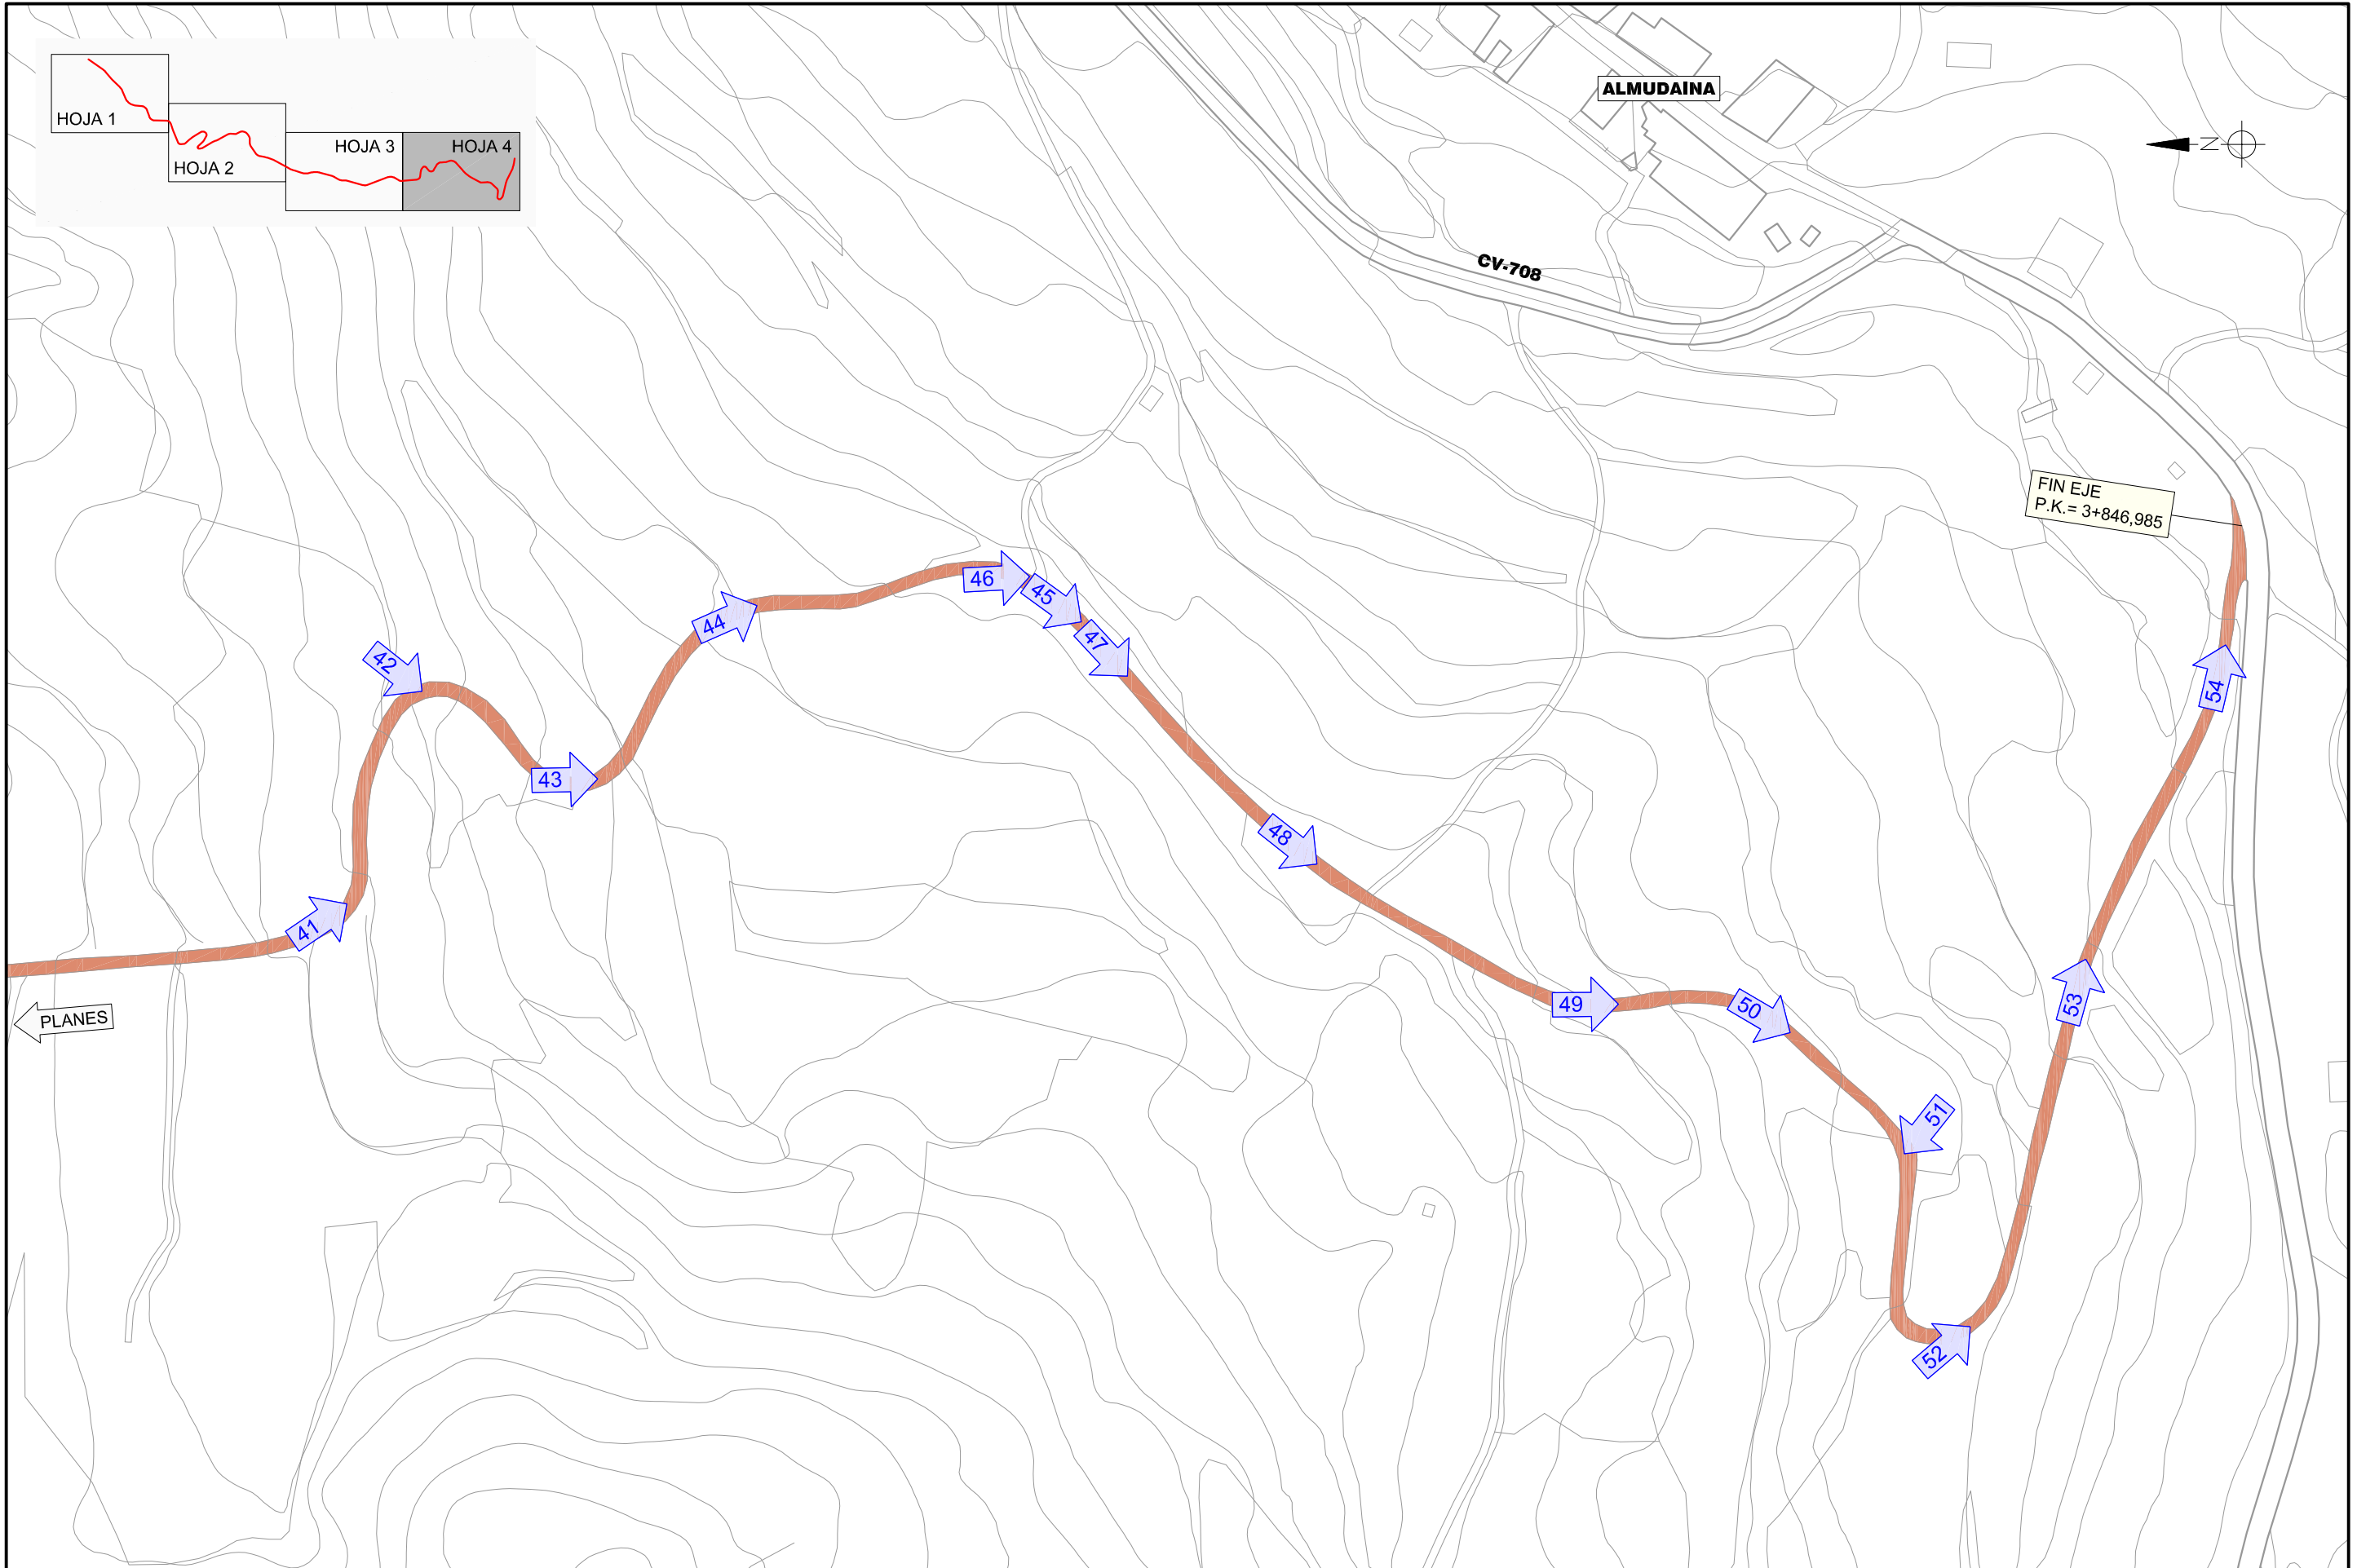 HOJA 1
HOJA 2
HOJA 3
HOJA 4
ALMUDAINA
N
CV-708
FIN EJE
P.K.= 3+846,985
46
45
44
47
42
54
43
48
41
49
50
53
PLANES
51
52